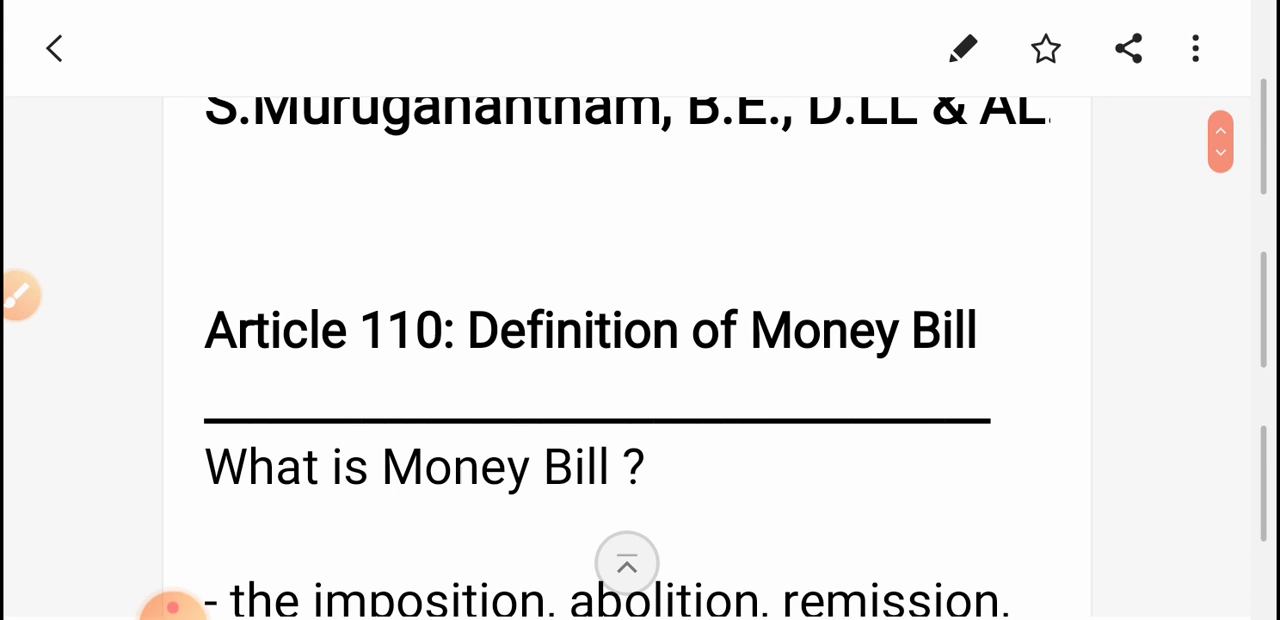 S.Muruganantham, B.E., D.LL & AL.
Article 110: Definition of Money Bill
What is Money Bill ?
- the imposition, abolition, remission,